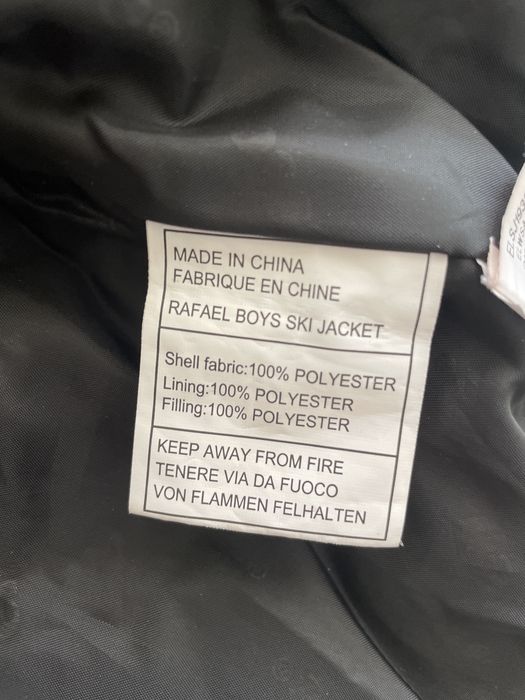 MADE IN CHINA
FABRIQUE EN CHINE
RAFAEL BOYS SKI JACKET
Shell fabric:100% POLYESTER
Lining:100% POLYESTER
Filling:100% POLYESTER
KEEP AWAY FROM FIRE
TENERE VIA DA FUOCO
VON FLAMMEN FELHALTEN